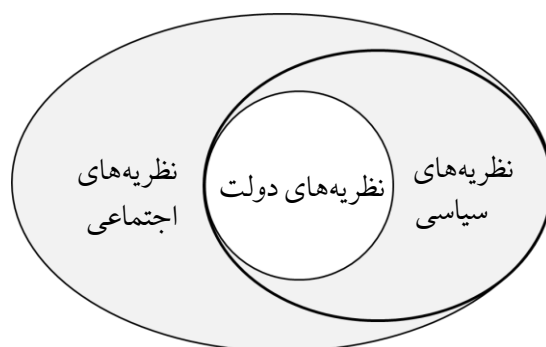 نظریه‌های
سیاسی
نظریه‌های دولت
نظریه‌های
اجتماعی